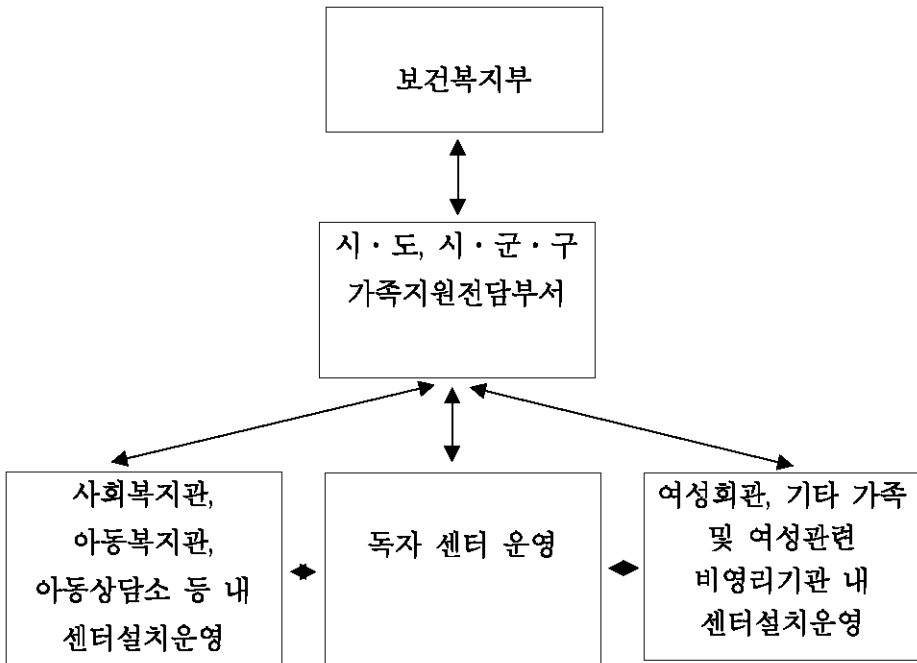 보건복지부
시·도, 시·군·구
가족지원전담부서
사회복지관,
아동복지관,
아동상담소 등 내
센터설치운영
독자 센터 운영
여성회관, 기타 가족
및 여성관련
비영리기관 내
센터설치운영